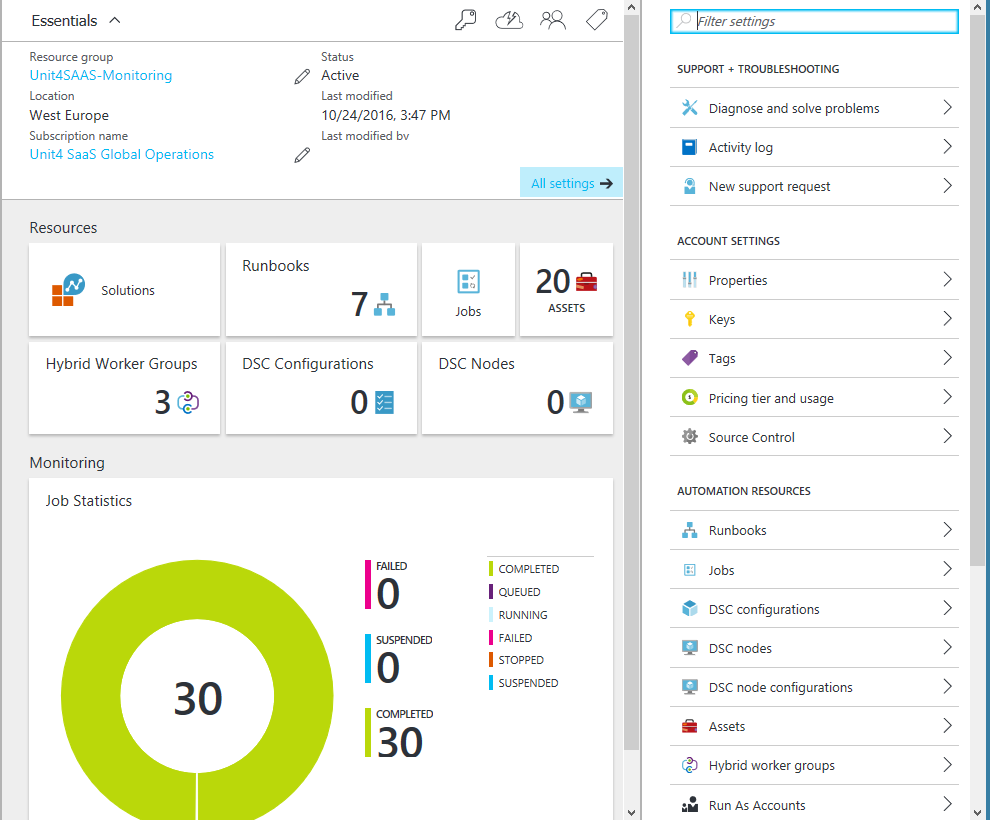 Essentials
Resource group
Unit4SAAS-Monitoring
Location
West Europe
Subscription name
Unit4 SaaS Global Operations
Status
Active
Last modified
10/24/2016, 3:47 PM
Last modified by
All settings
Resources
Solutions
Runbooks
7
Jobs
20
ASSETS
Hybrid Worker Groups
3
DSC Configurations
0
DSC Nodes
0
Monitoring
Job Statistics
30
FAILED
0
SUSPENDED
0
COMPLETED
30
COMPLETED
QUEUED
RUNNING
FAILED
STOPPED
SUSPENDED
Filter settings
SUPPORT + TROUBLESHOOTING
Diagnose and solve problems
Activity log
New support request
ACCOUNT SETTINGS
Properties
Keys
Tags
Pricing tier and usage
Source Control
AUTOMATION RESOURCES
Runbooks
Jobs
DSC configurations
DSC nodes
DSC node configurations
Assets
Hybrid worker groups
Run As Accounts